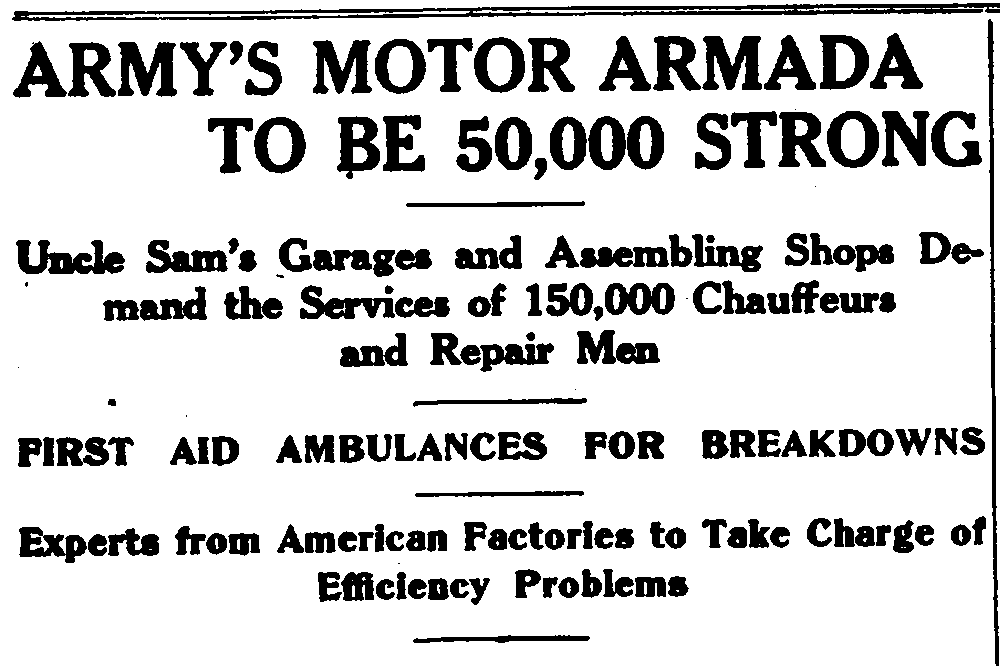 ARMY'S MOTOR ARMADA
TO BE 50,000 STRONG
Uncle Sam's Garages and Assembling Shops De-
mand the Services of 150,000 Chauffeurs
and Repair Men
FIRST AID AMBULANCES FOR BREAKDOWNS
Experts from American Factories to Take Charge of
Efficiency Problems